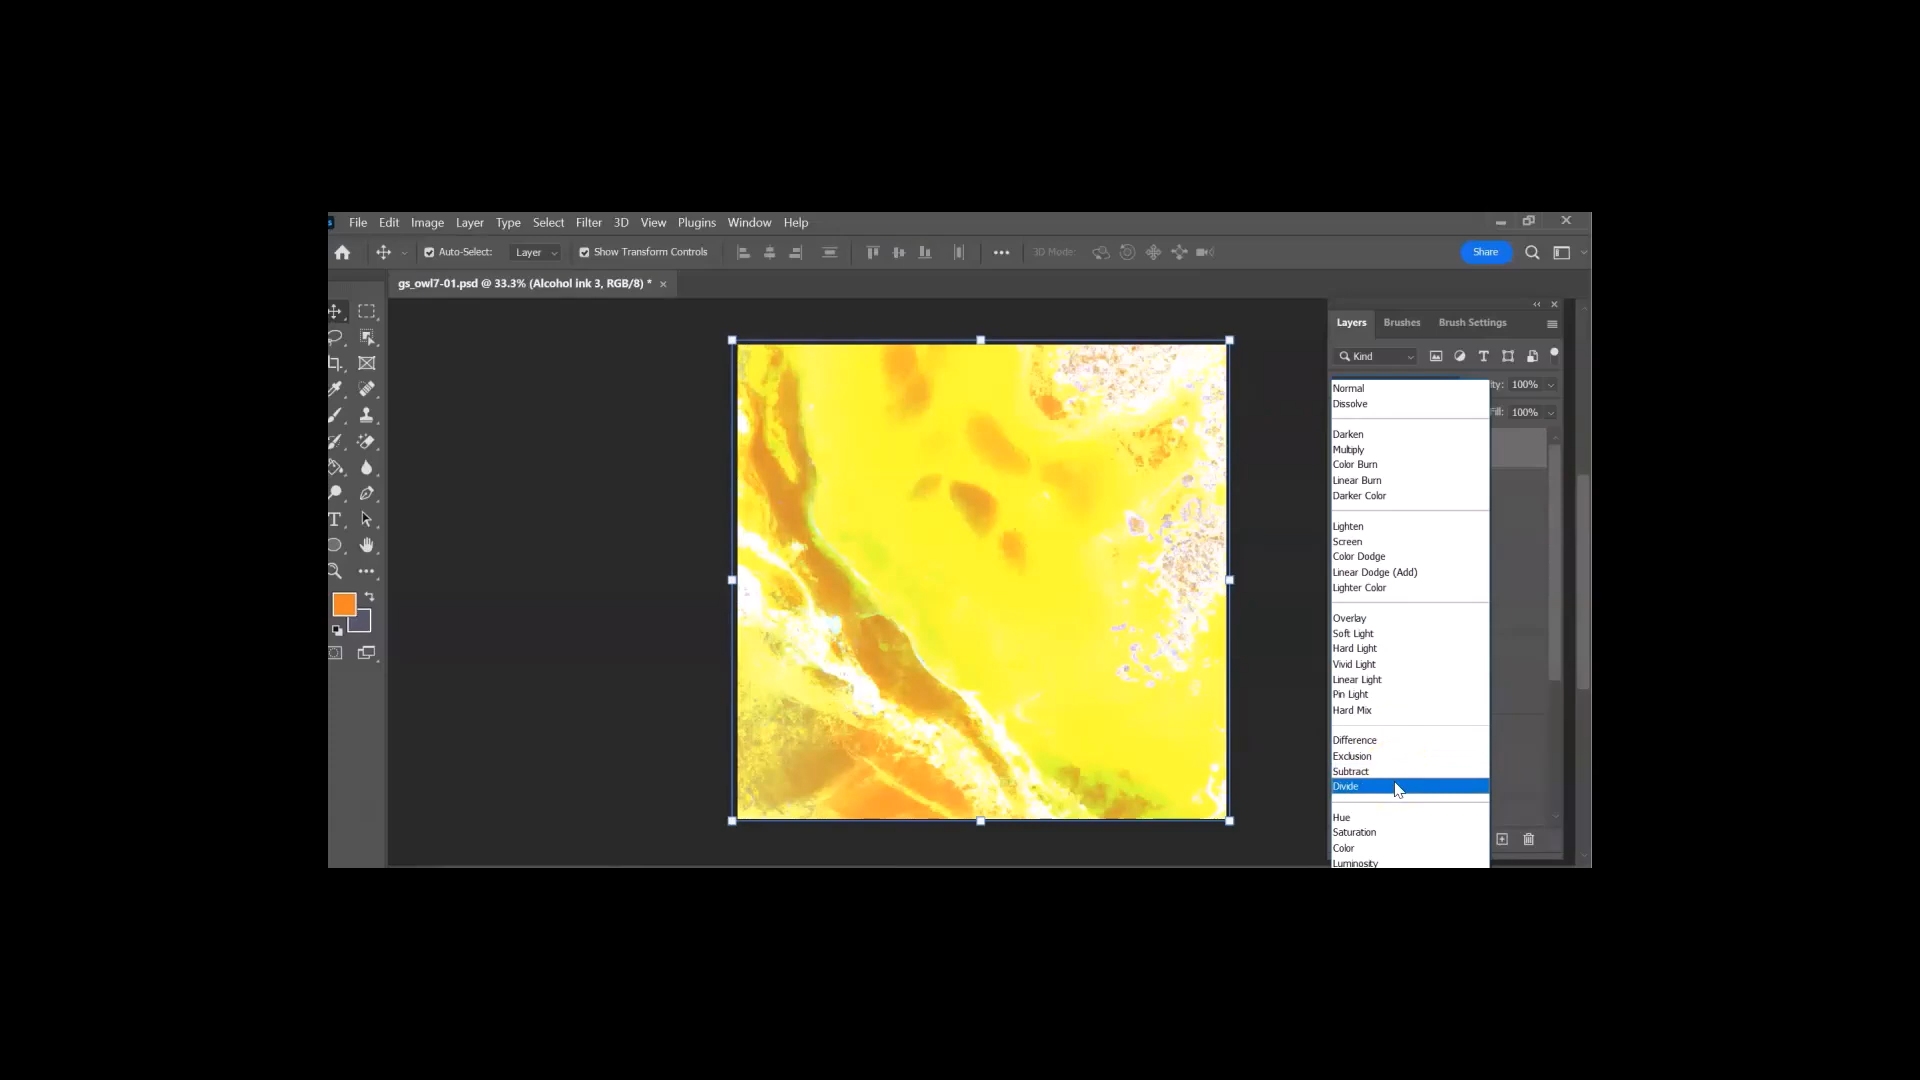 File Edit Image Layer Type Select Filter 3D View Plugins Window Help
Auto-Select: Layer Show Transform Controls 3D Mode: Share
gs_owl7-01.psd @ 33.3% (Alcohol ink 3, RGB/8) *
Layers Brushes Brush Settings
Kind
100%
Normal
Dissolve
100%
Darken
Multiply
Color Burn
Linear Burn
Darker Color
Lighten
Screen
Color Dodge
Linear Dodge (Add)
Lighter Color
Overlay
Soft Light
Hard Light
Vivid Light
Linear Light
Pin Light
Hard Mix
Difference
Exclusion
Subtract
Divide
Hue
Saturation
Color
Luminosity